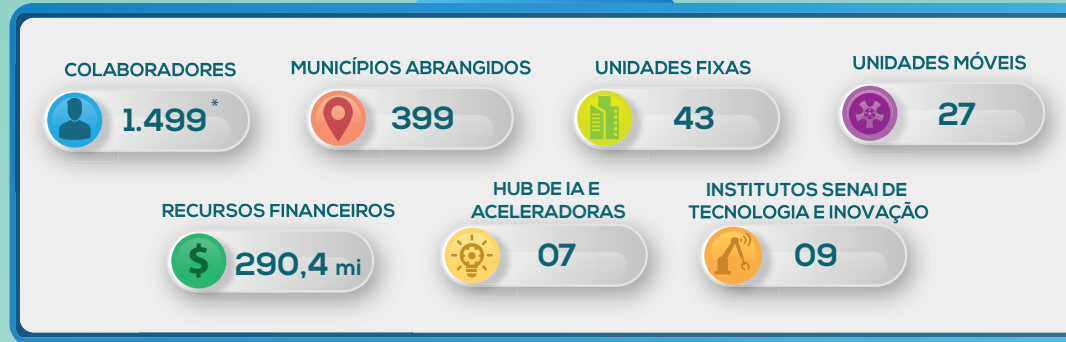 COLABORADORES
1.499*
MUNICÍPIOS ABRANGIDOS
399
UNIDADES FIXAS
43
UNIDADES MÓVEIS
27
RECURSOS FINANCEIROS
$
290,4 mi
HUB DE IA E
ACELERADORAS
07
INSTITUTOS SENAI DE
TECNOLOGIA E INOVAÇÃO
09